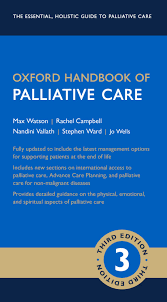 THE ESSENTIAL, HOLISTIC GUIDE TO PALLIATIVE CARE
OXFORD HANDBOOK OF
PALLIATIVE CARE
Max Watson | Rachel Campbell
Nandini Vallath | Stephen Ward | Jo Wells
Fully updated to include the latest management options
for supporting patients at the end of life
Includes new sections on international access to
palliative care, Advance Care Planning, and palliative
care for non-malignant diseases
Provides detailed guidance on the physical, emotional,
and spiritual aspects of palliative care
THIRD EDITION
3
THIRD EDITION